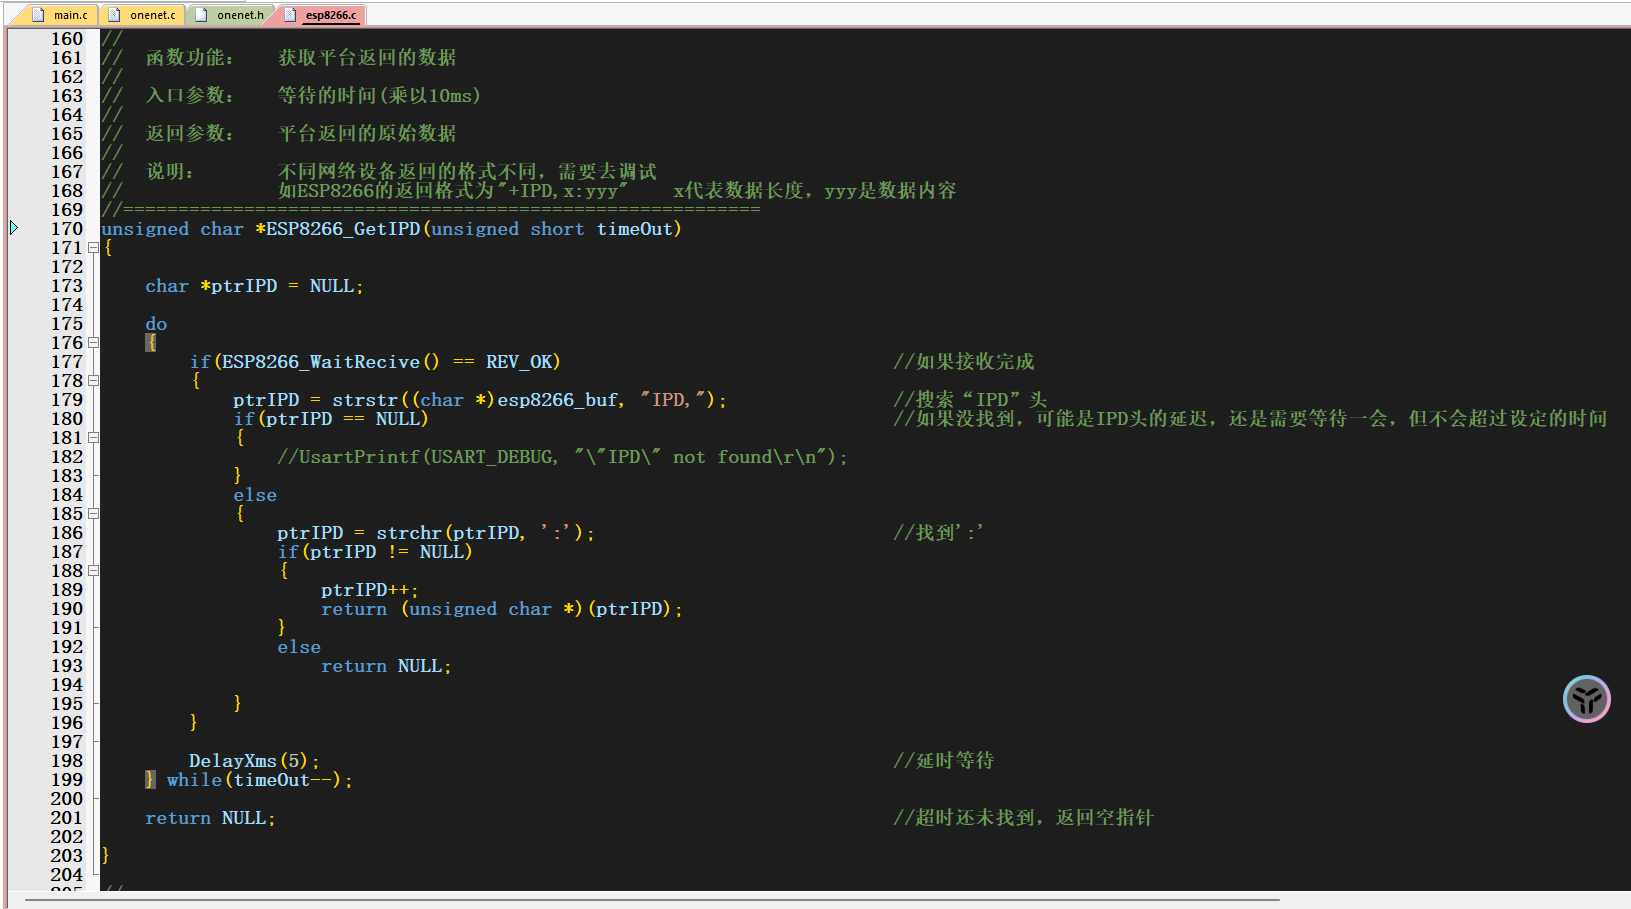 main.c onenet.c onenet.h esp8266.c
160 //
161 // 函数功能： 获取平台返回的数据
162 //
163 // 入口参数： 等待的时间(乘以10ms)
164 //
165 // 返回参数： 平台返回的原始数据
166 //
167 // 说明： 不同网络设备返回的格式不同，需要去调试
168 // 如ESP8266的返回格式为"+IPD,x:yyy" x代表数据长度，yyy是数据内容
169 //==========================================================
170 unsigned char *ESP8266_GetIPD(unsigned short timeOut)
171 {
172
173 char *ptrIPD = NULL;
174
175 do
176 {
177 if(ESP8266_WaitRecive() == REV_OK) //如果接收完成
178 {
179 ptrIPD = strstr((char *)esp8266_buf, "IPD,"); //搜索“IPD”头
180 if(ptrIPD == NULL) //如果没找到，可能是IPD头的延迟，还是需要等待一会，但不会超过设定的时间
181 {
182 //UsartPrintf(USART_DEBUG, "\"IPD\" not found\r\n");
183 }
184 else
185 {
186 ptrIPD = strchr(ptrIPD, ':'); //找到':'
187 if(ptrIPD != NULL)
188 {
189 ptrIPD++;
190 return (unsigned char *)(ptrIPD);
191 }
192 else
193 return NULL;
194
195 }
196 }
197
198 DelayXms(5); //延时等待
199 } while(timeOut--);
200
201 return NULL; //超时还未找到，返回空指针
202
203 }
204
205 //